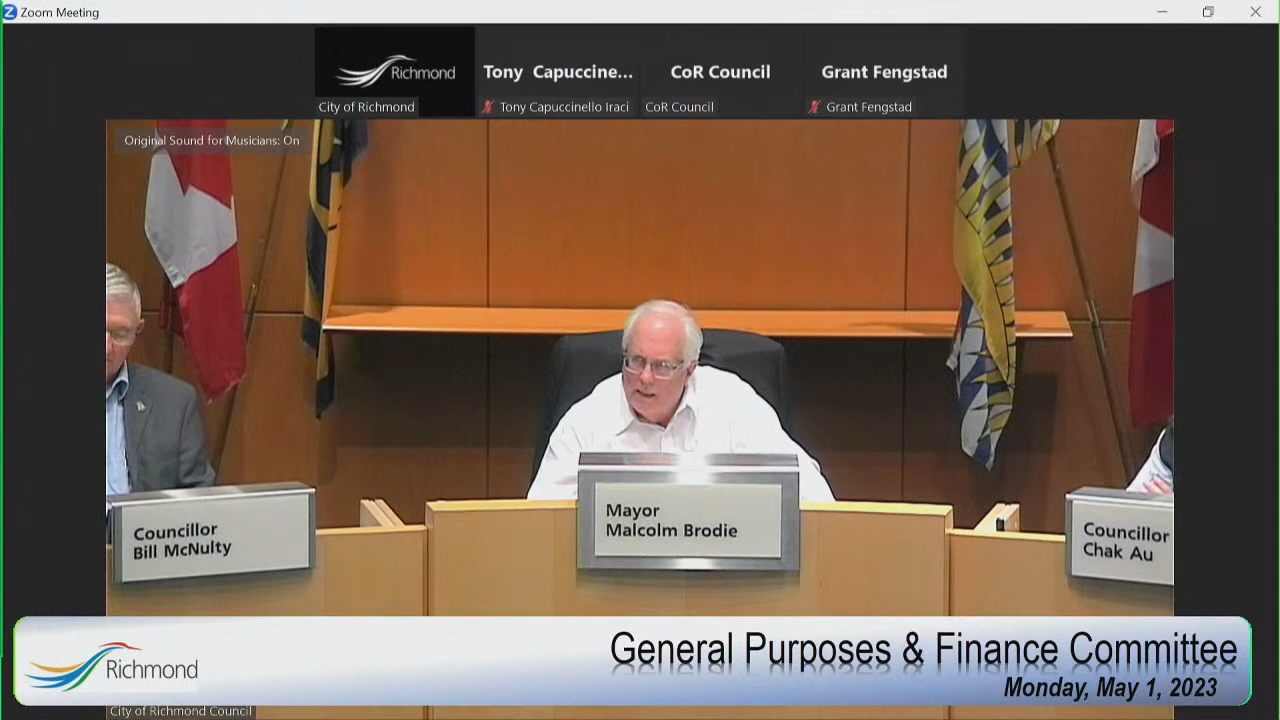 Zoom Meeting
Richmond
Tony Capuccine...
CoR Council
Grant Fengstad
City of Richmond
Tony Capuccinello Iraci
CoR Council
Grant Fengstad
Original Sound for Musicians: On
Councillor
Bill McNulty
Mayor
Malcolm Brodie
Councillor
Chak Au
Richmond
General Purposes & Finance Committee
Monday, May 1, 2023
City of Richmond Council